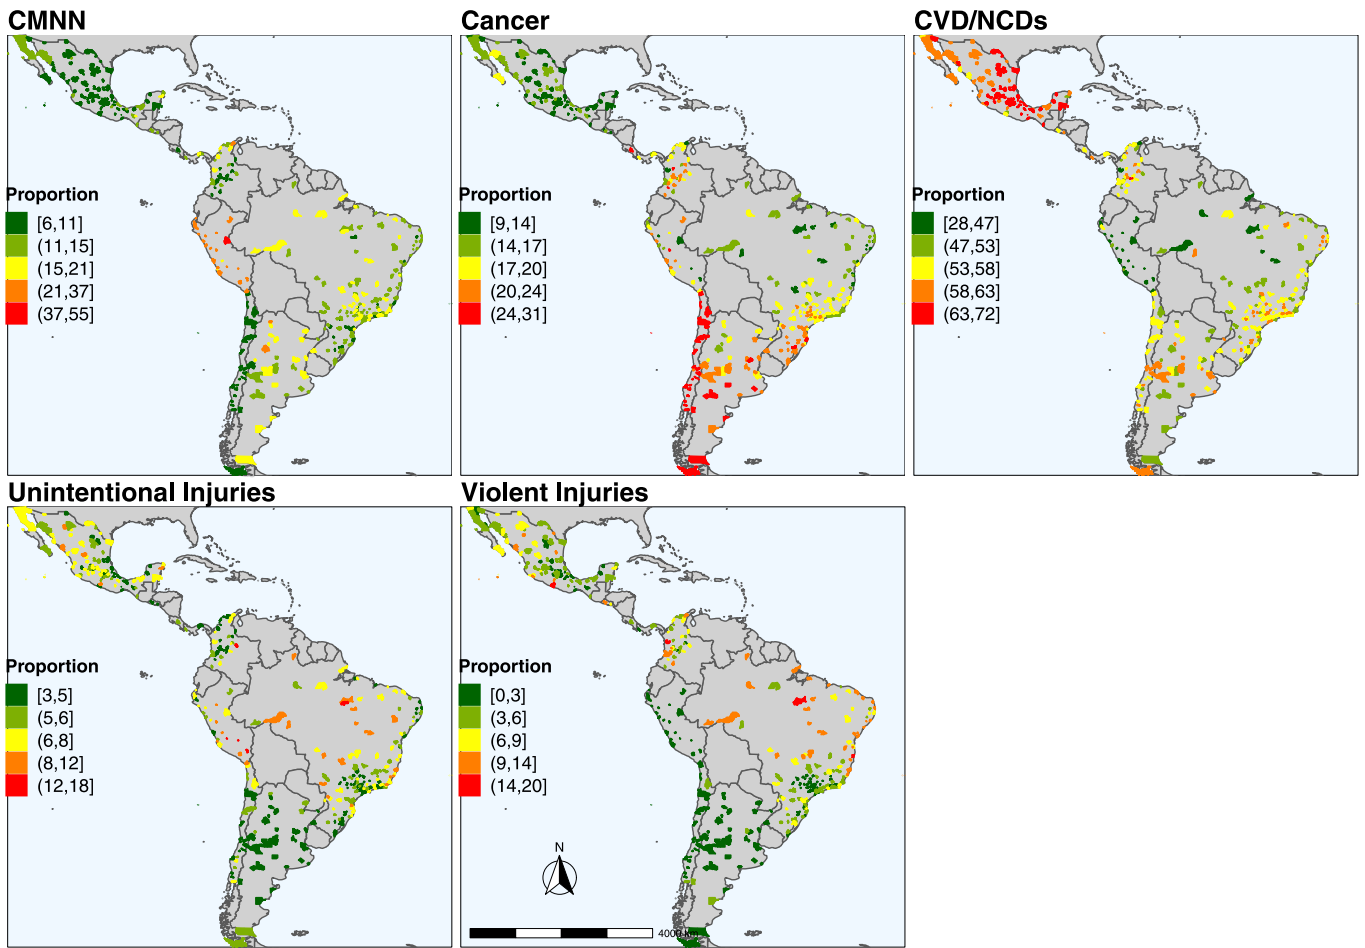 CMNN
Proportion
[6,11]
(11,15]
(15,21]
(21,37]
(37,55]
Cancer
Proportion
[9,14]
(14,17]
(17,20]
(20,24]
(24,31]
CVD/NCDs
Proportion
[28,47]
(47,53]
(53,58]
(58,63]
(63,72]
Unintentional Injuries
Proportion
[3,5]
(5,6]
(6,8]
(8,12]
(12,18]
Violent Injuries
Proportion
[0,3]
(3,6]
(6,9]
(9,14]
(14,20]
N
4000 km